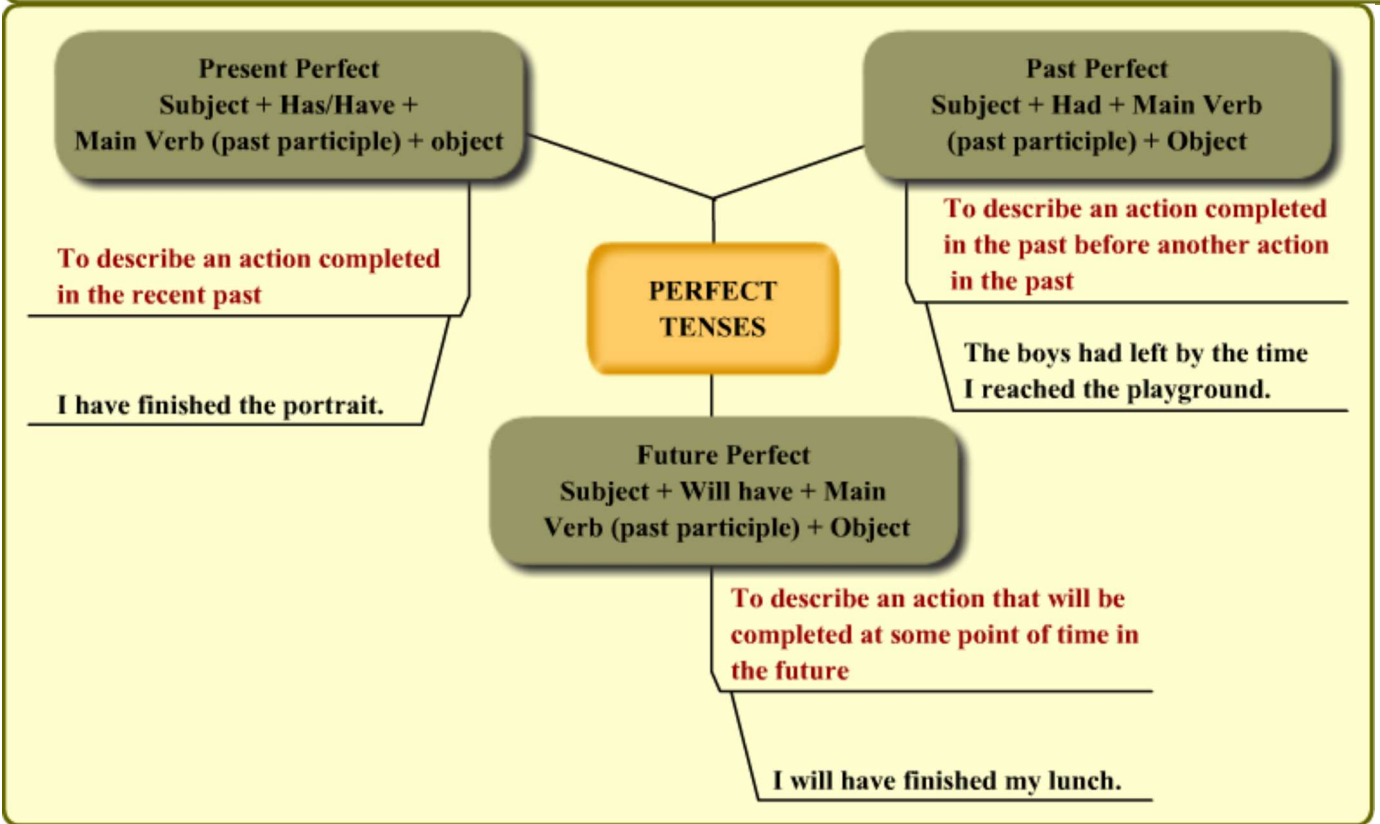 Present Perfect
Subject + Has/Have +
Main Verb (past participle) + object
To describe an action completed
in the recent past
I have finished the portrait.
Past Perfect
Subject + Had + Main Verb
(past participle) + Object
To describe an action completed
in the past before another action
in the past
The boys had left by the time
I reached the playground.
PERFECT
TENSES
Future Perfect
Subject + Will have + Main
Verb (past participle) + Object
To describe an action that will be
completed at some point of time in
the future
I will have finished my lunch.